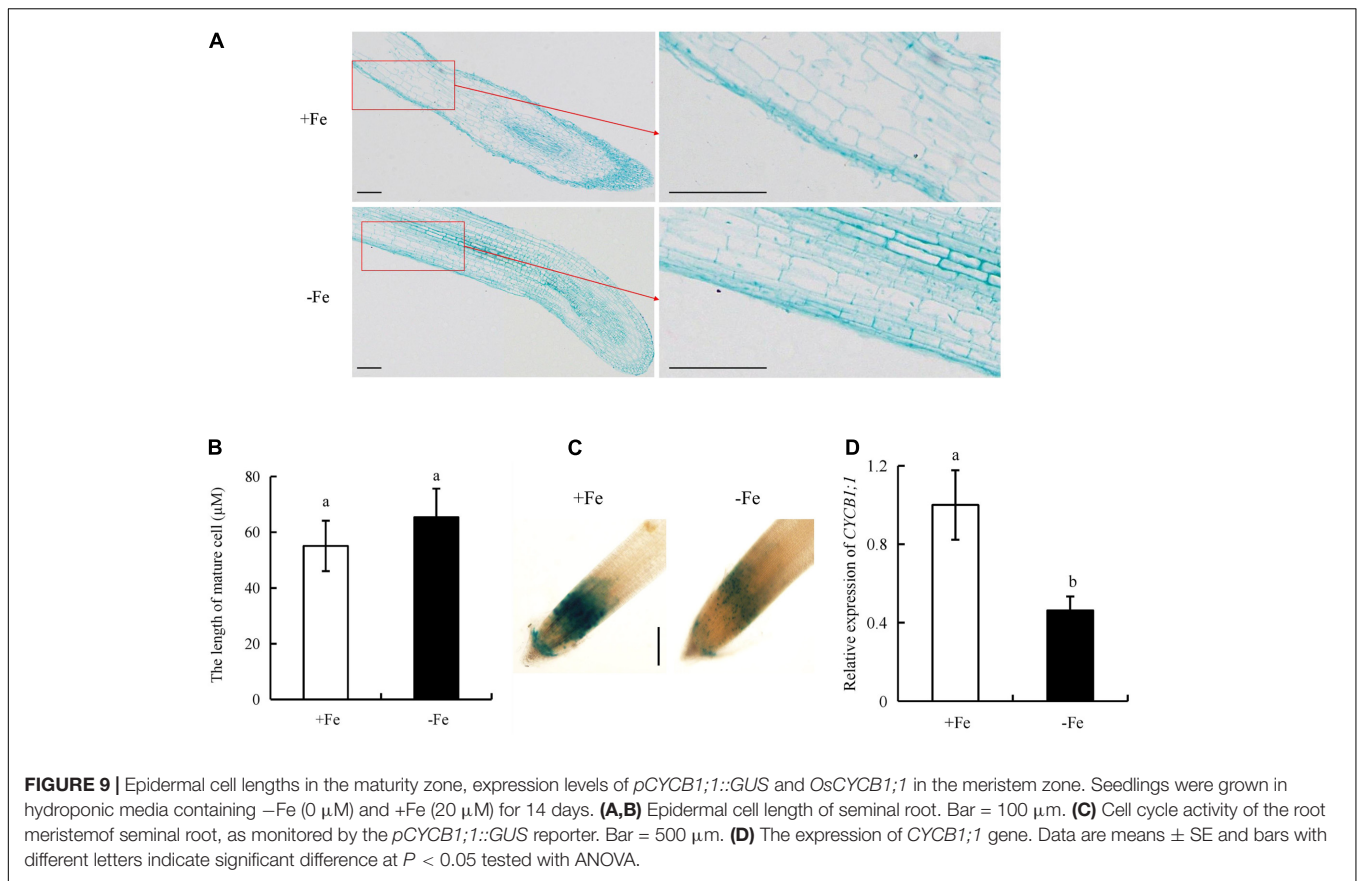 A
+Fe
-Fe
B
The length of mature cell (μM)
80
60
40
20
0
a
a
+Fe
-Fe
C
+Fe
-Fe
D
Relative expression of CYCB1;1
1.2
0.8
0.4
0
a
b
+Fe
-Fe
FIGURE 9 | Epidermal cell lengths in the maturity zone, expression levels of pCYCB1;1::GUS and OsCYCB1;1 in the meristem zone. Seedlings were grown in
hydroponic media containing −Fe (0 μM) and +Fe (20 μM) for 14 days. (A,B) Epidermal cell length of seminal root. Bar = 100 μm. (C) Cell cycle activity of the root
meristemof seminal root, as monitored by the pCYCB1;1::GUS reporter. Bar = 500 μm. (D) The expression of CYCB1;1 gene. Data are means ± SE and bars with
different letters indicate significant difference at P < 0.05 tested with ANOVA.